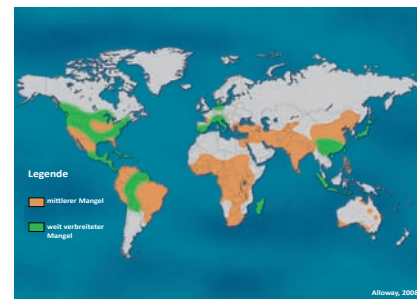 Legende
mittlerer Mangel
weit verbreiteter
Mangel
Alloway, 2008